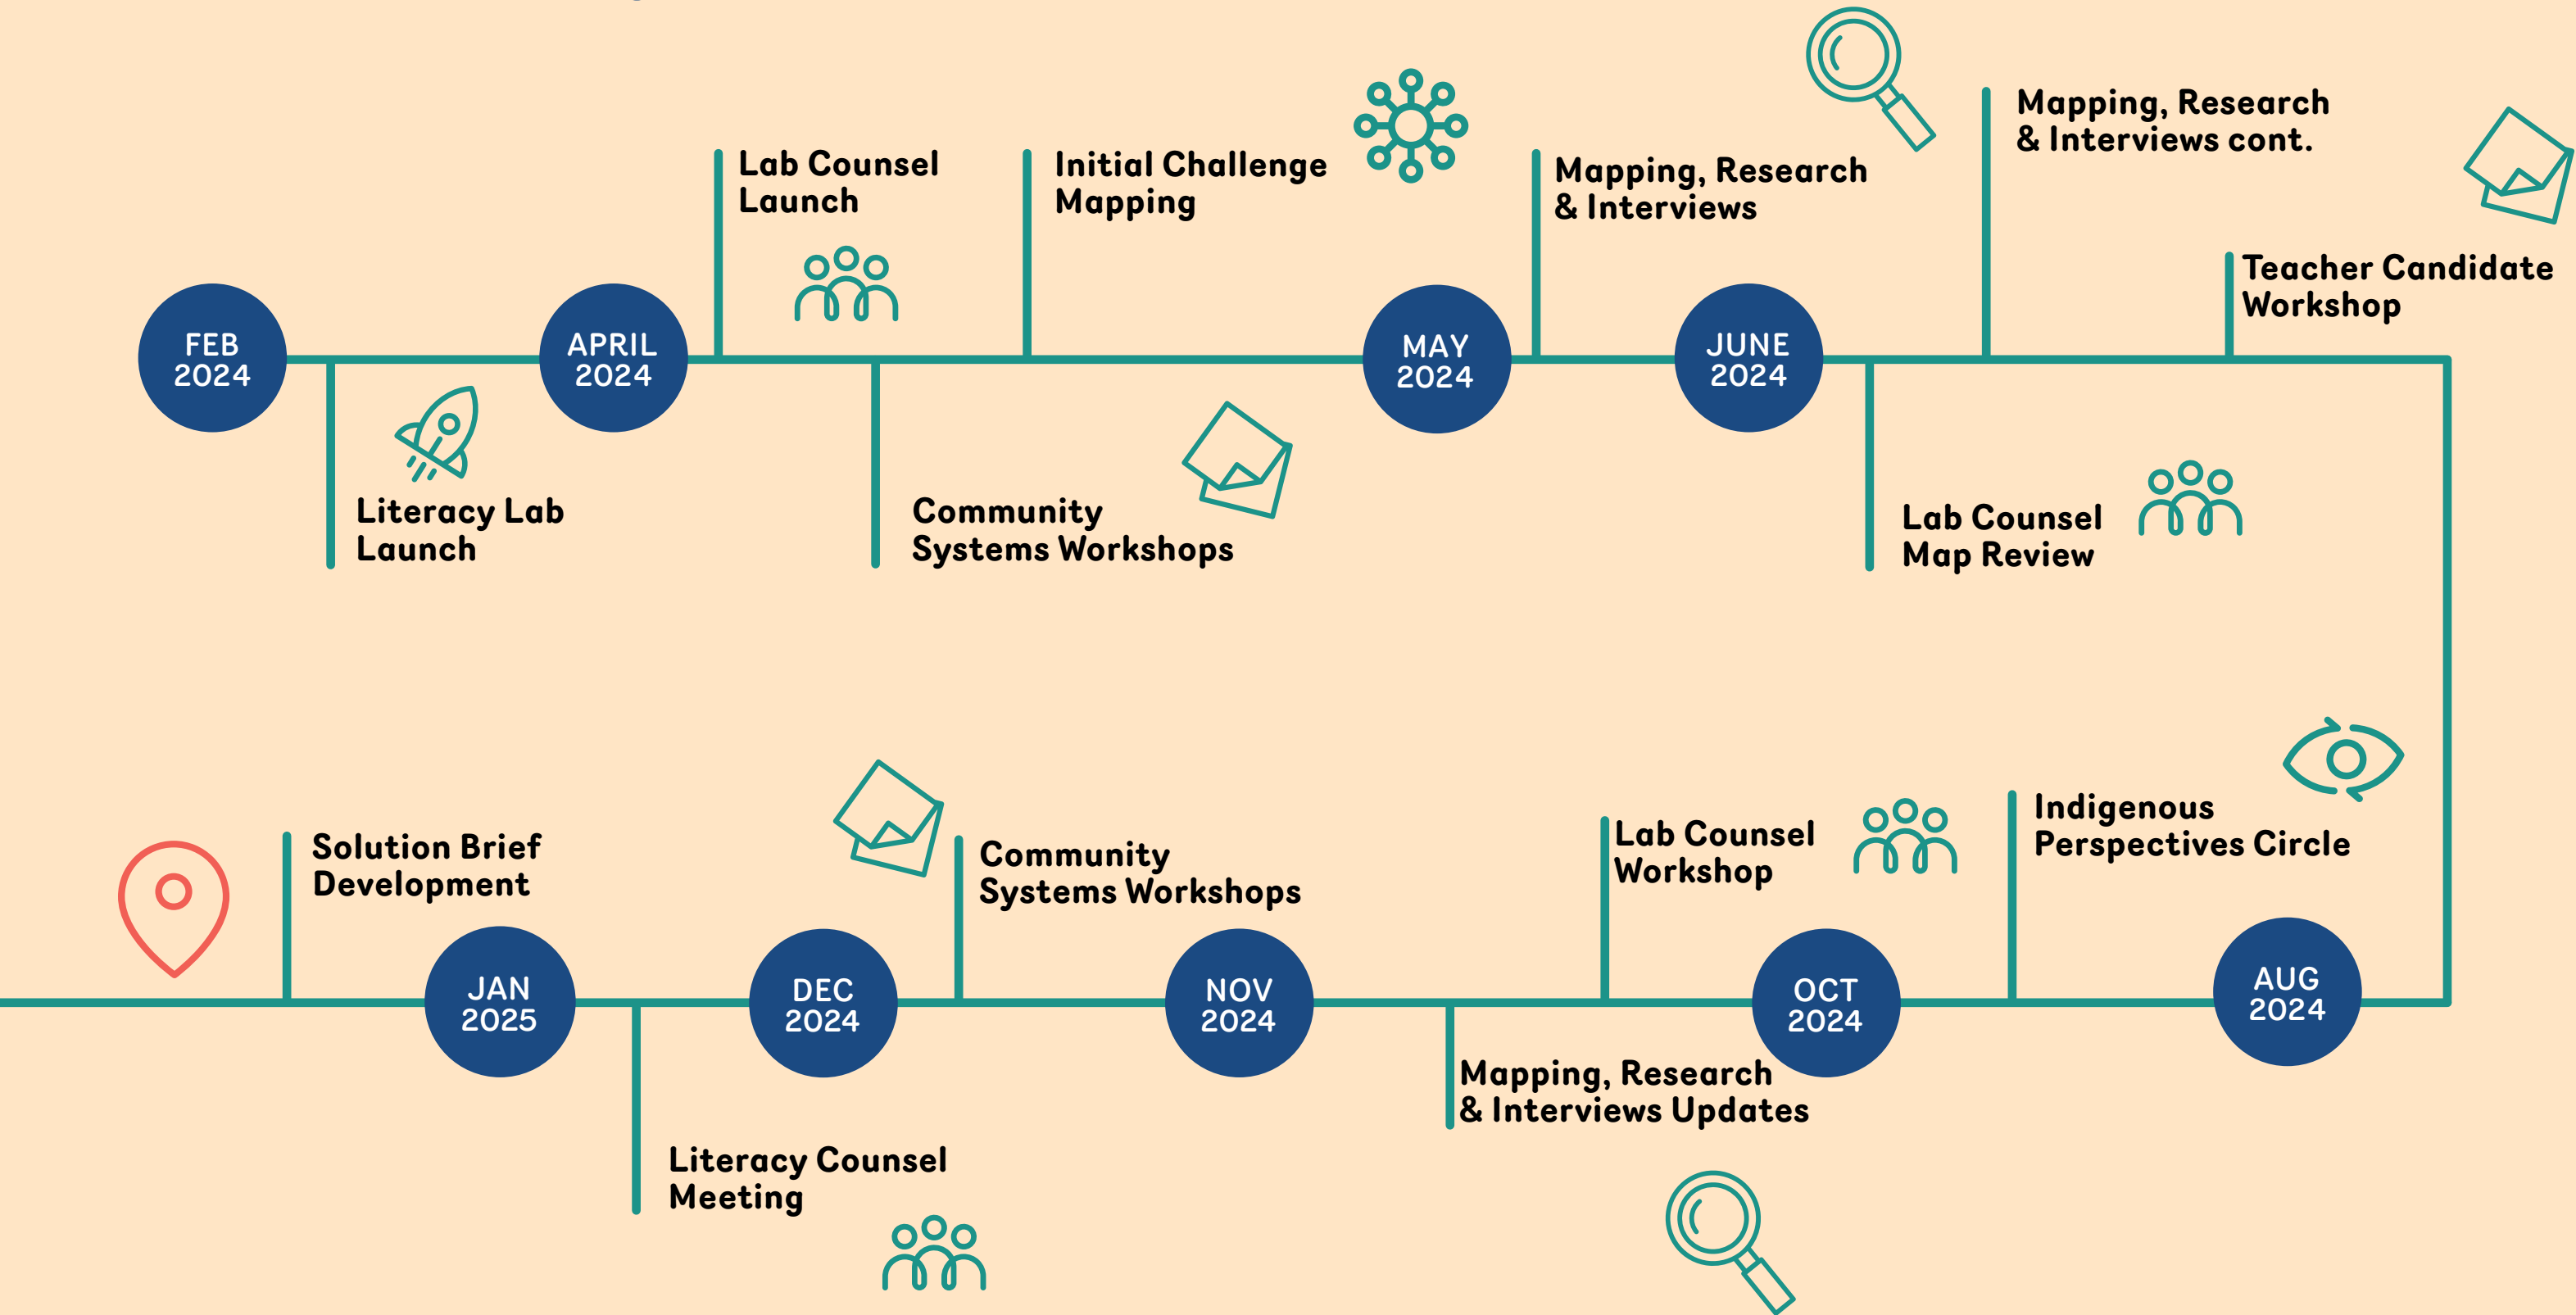 FEB
2024
Literacy Lab
Launch
APRIL
2024
Lab Counsel
Launch
Community
Systems Workshops
Initial Challenge
Mapping
MAY
2024
Mapping, Research
& Interviews
JUNE
2024
Lab Counsel
Map Review
Mapping, Research
& Interviews cont.
Teacher Candidate
Workshop
AUG
2024
Indigenous
Perspectives Circle
OCT
2024
Lab Counsel
Workshop
Mapping, Research
& Interviews Updates
NOV
2024
Community
Systems Workshops
DEC
2024
Literacy Counsel
Meeting
JAN
2025
Solution Brief
Development